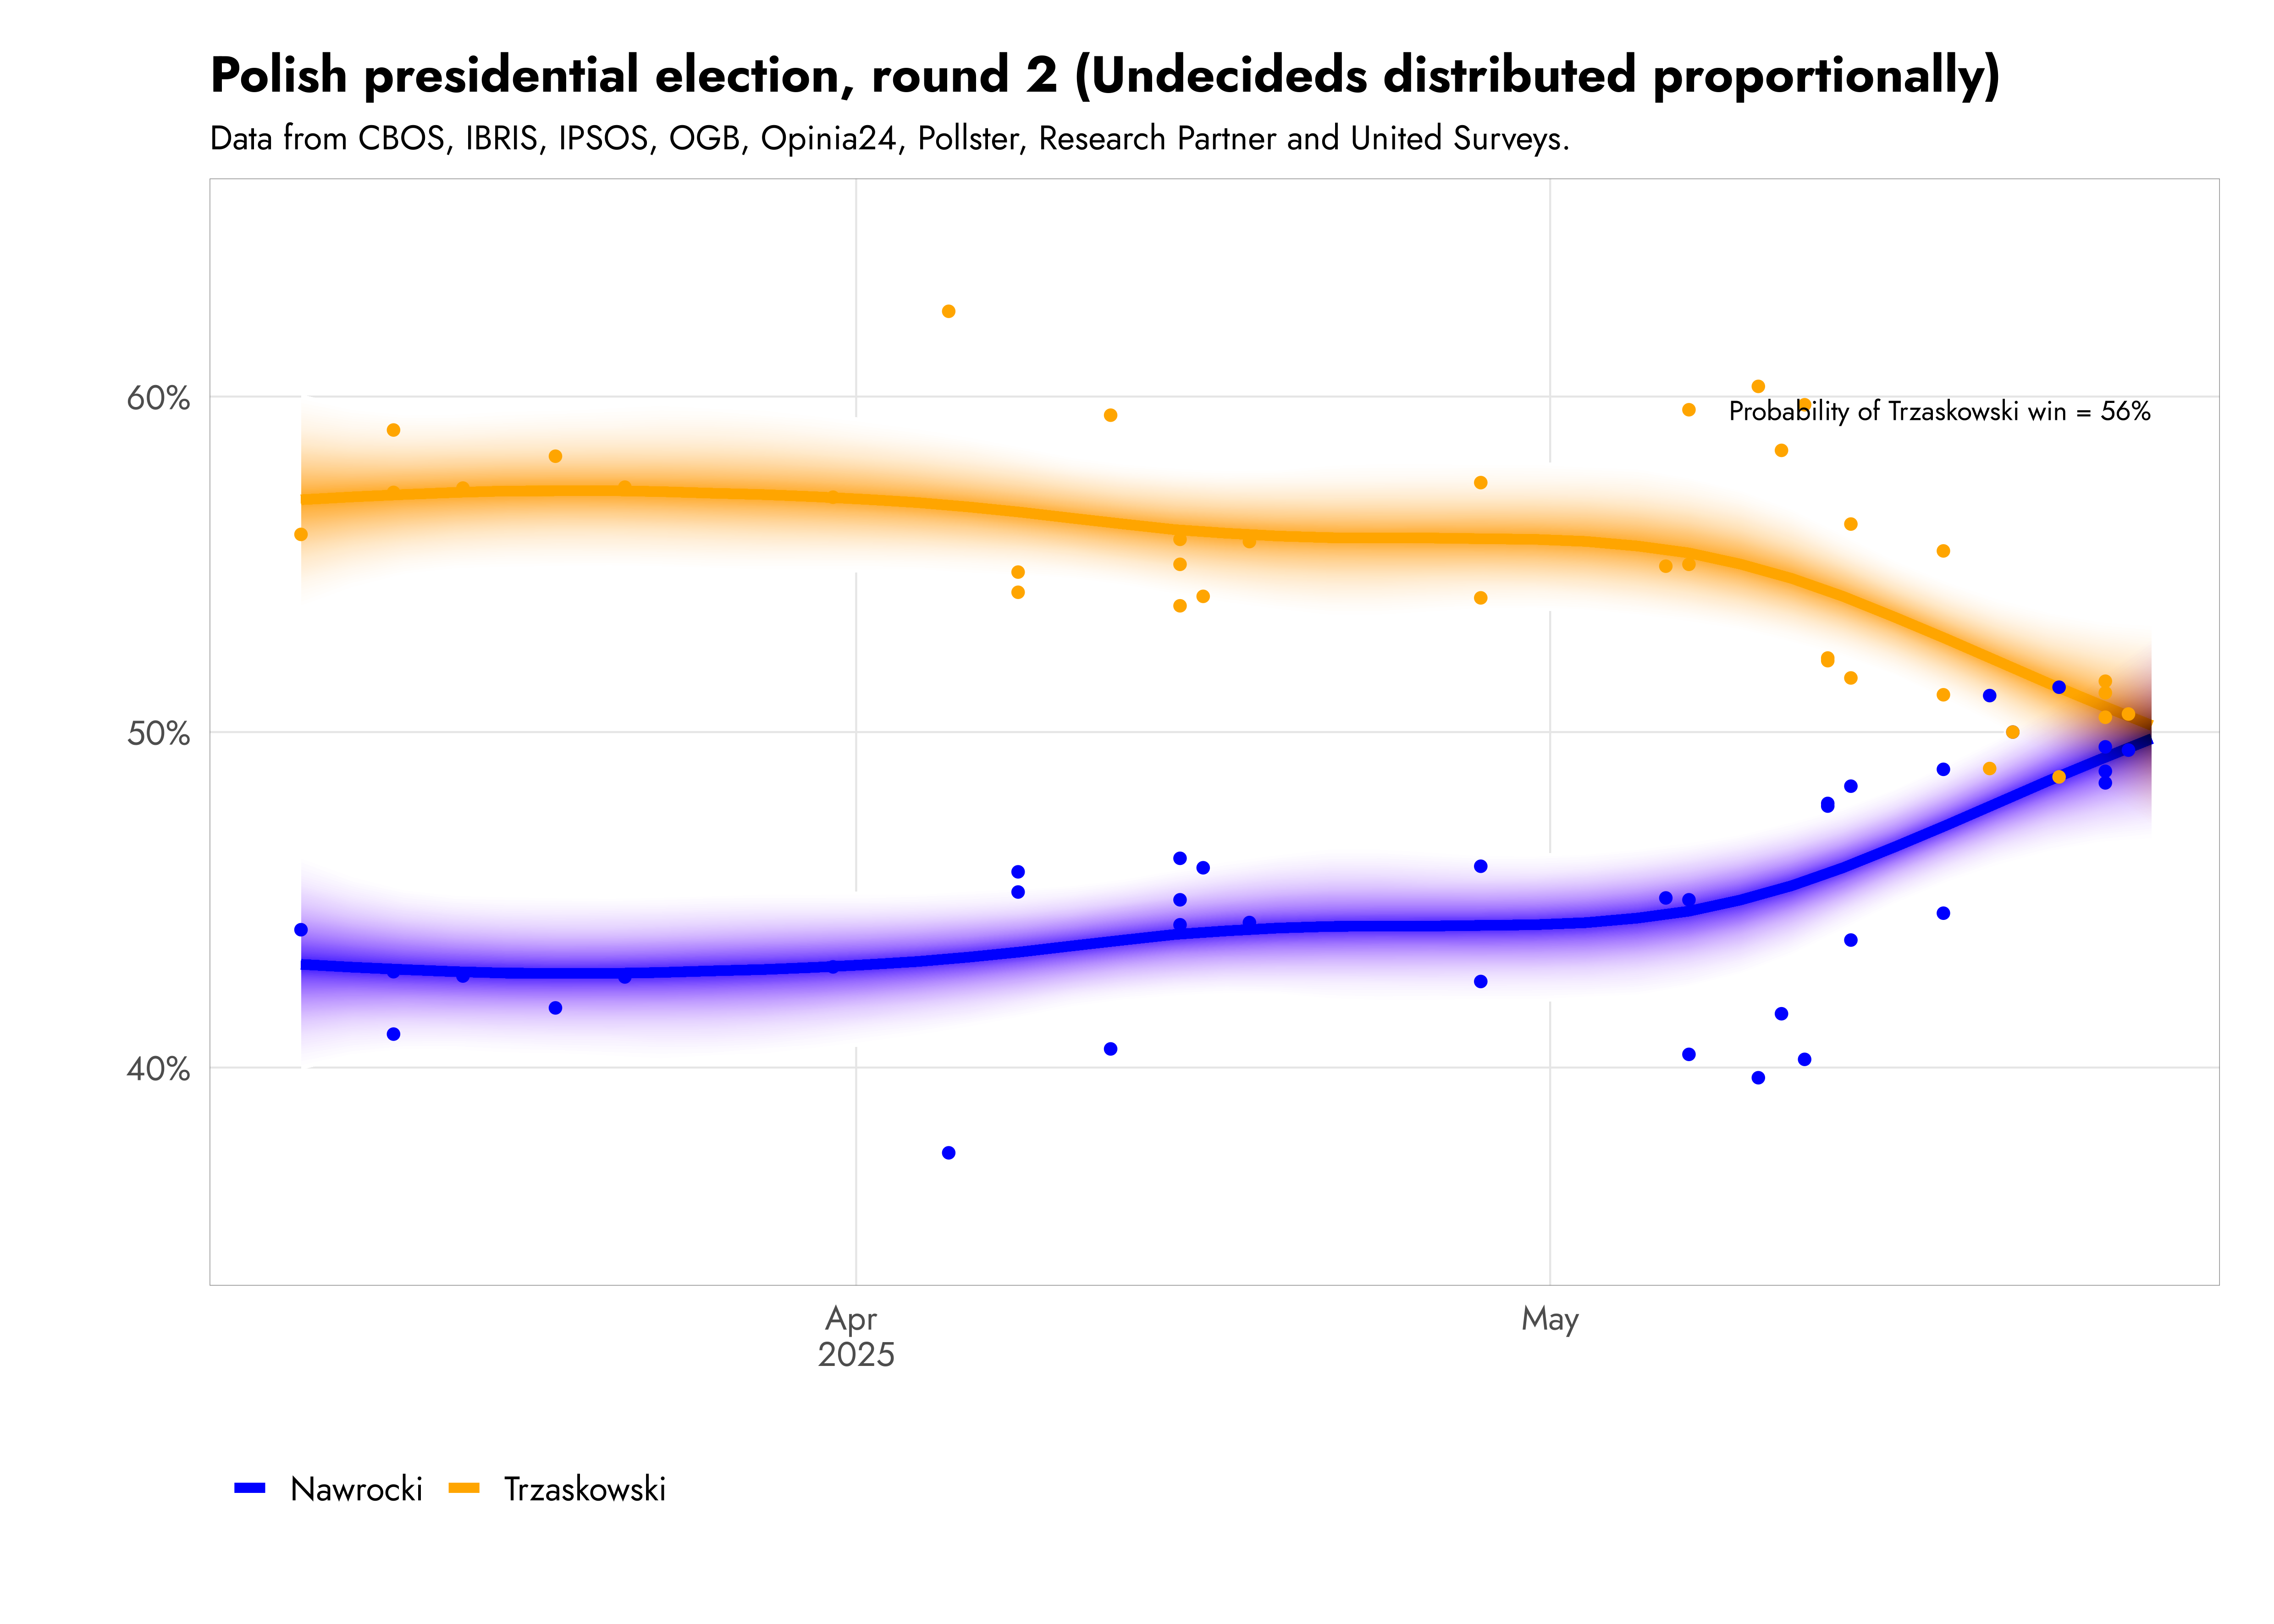 Polish presidential election, round 2 (Undecideds distributed proportionally)
Data from CBOS, IBRIS, IPSOS, OGB, Opinia24, Pollster, Research Partner and United Surveys.
60%
Probability of Trzaskowski win = 56%
50%
40%
Apr
2025
May
Nawrocki
Trzaskowski